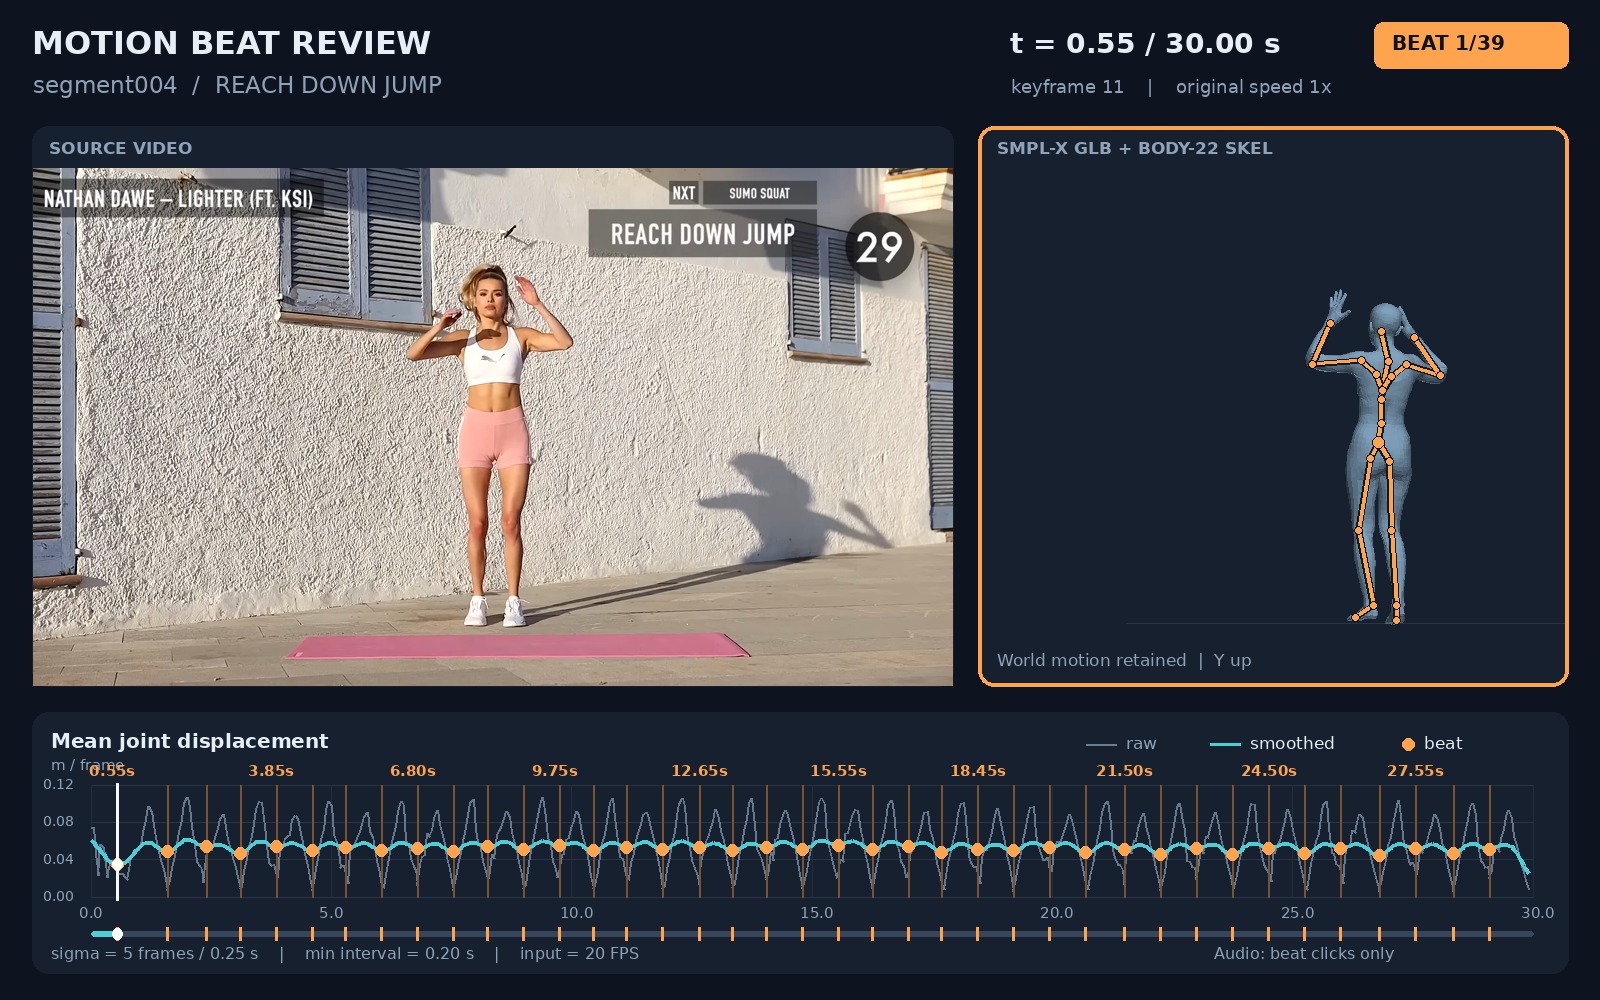 MOTION BEAT REVIEW
segment004 / REACH DOWN JUMP
t = 0.55 / 30.00 s
BEAT 1/39
keyframe 11 | original speed 1x
SOURCE VIDEO
NATHAN DAWE – LIGHTER (FT. KSI)
NXT SUMO SQUAT
REACH DOWN JUMP
29
SMPL-X GLB + BODY-22 SKEL
World motion retained | Y up
Mean joint displacement
raw smoothed beat
m / frame
0.55s 3.85s 6.80s 9.75s 12.65s 15.55s 18.45s 21.50s 24.50s 27.55s
0.12
0.08
0.04
0.00
0.0 5.0 10.0 15.0 20.0 25.0 30.0
sigma = 5 frames / 0.25 s | min interval = 0.20 s | input = 20 FPS
Audio: beat clicks only